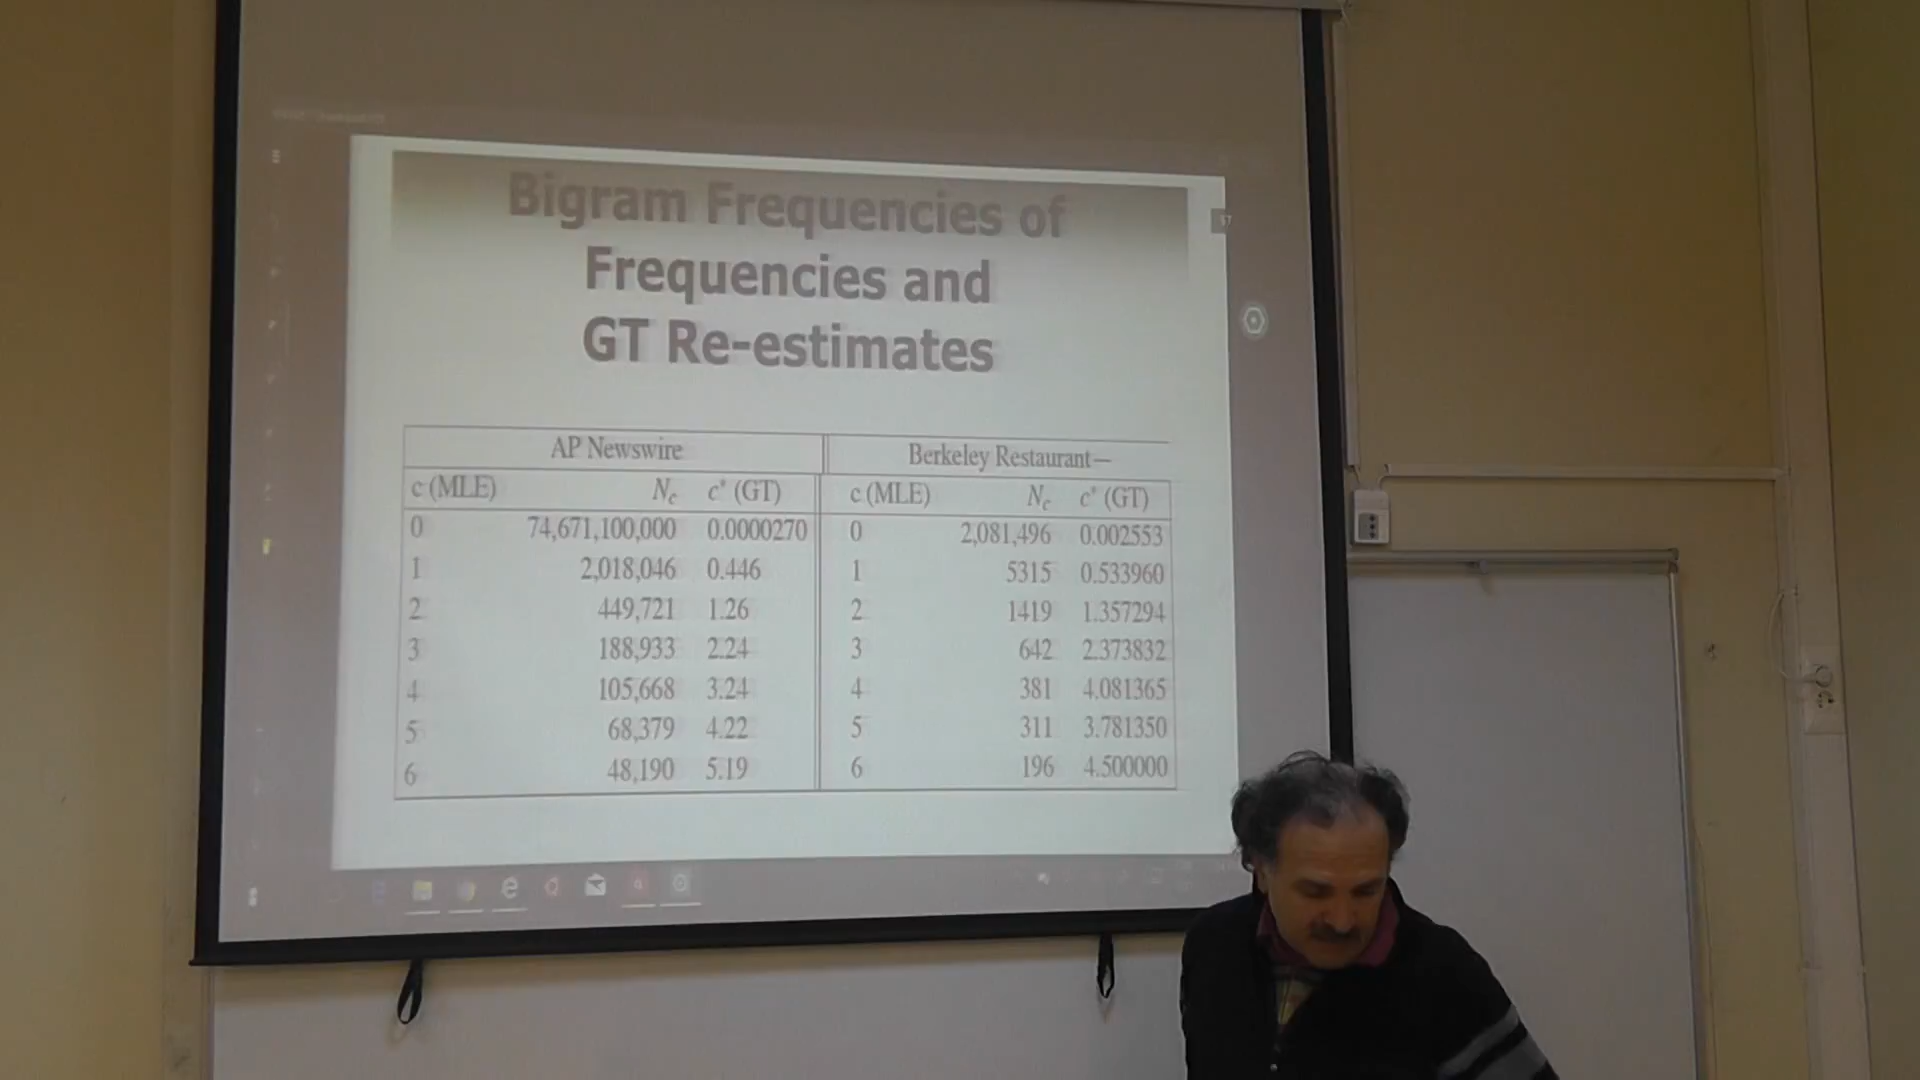 Bigram Frequencies of
Frequencies and
GT Re-estimates
57
AP Newswire Berkeley Restaurant—
c (MLE) Nc c* (GT) c (MLE) Nc c* (GT)
0 74,671,100,000 0.0000270 0 2,081,496 0.002553
1 2,018,046 0.446 1 5315 0.533960
2 449,721 1.26 2 1419 1.357294
3 188,933 2.24 3 642 2.373832
4 105,668 3.24 4 381 4.081365
5 68,379 4.22 5 311 3.781350
6 48,190 5.19 6 196 4.500000